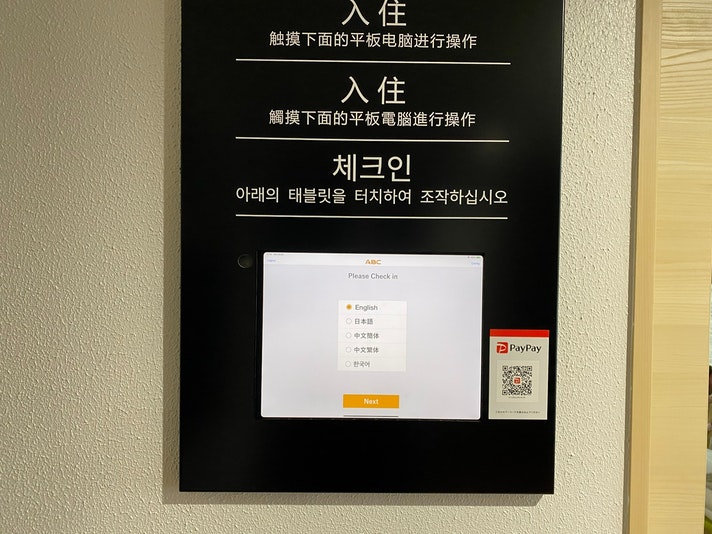 入住
触摸下面的平板电脑进行操作
入住
觸摸下面的平板電腦進行操作
체크인
아래의 태블릿을 터치하여 조작하십시오
ABC
Please Check in
English
日本語
中文簡体
中文繁体
한국어
Next
PayPay